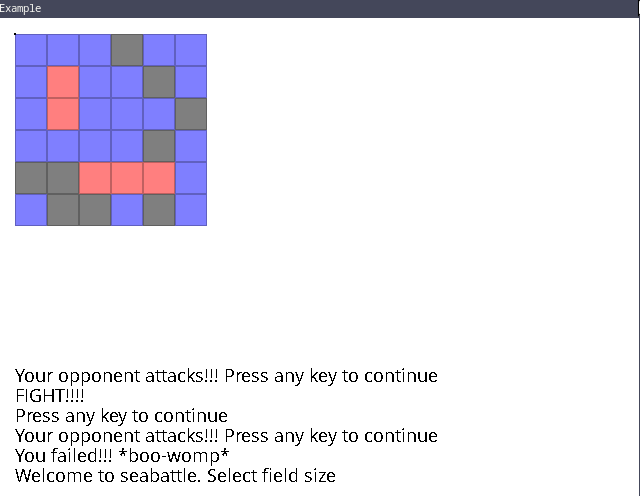 Example
Your opponent attacks!!! Press any key to continue
FIGHT!!!!
Press any key to continue
Your opponent attacks!!! Press any key to continue
You failed!!! *boo-womp*
Welcome to seabattle. Select field size